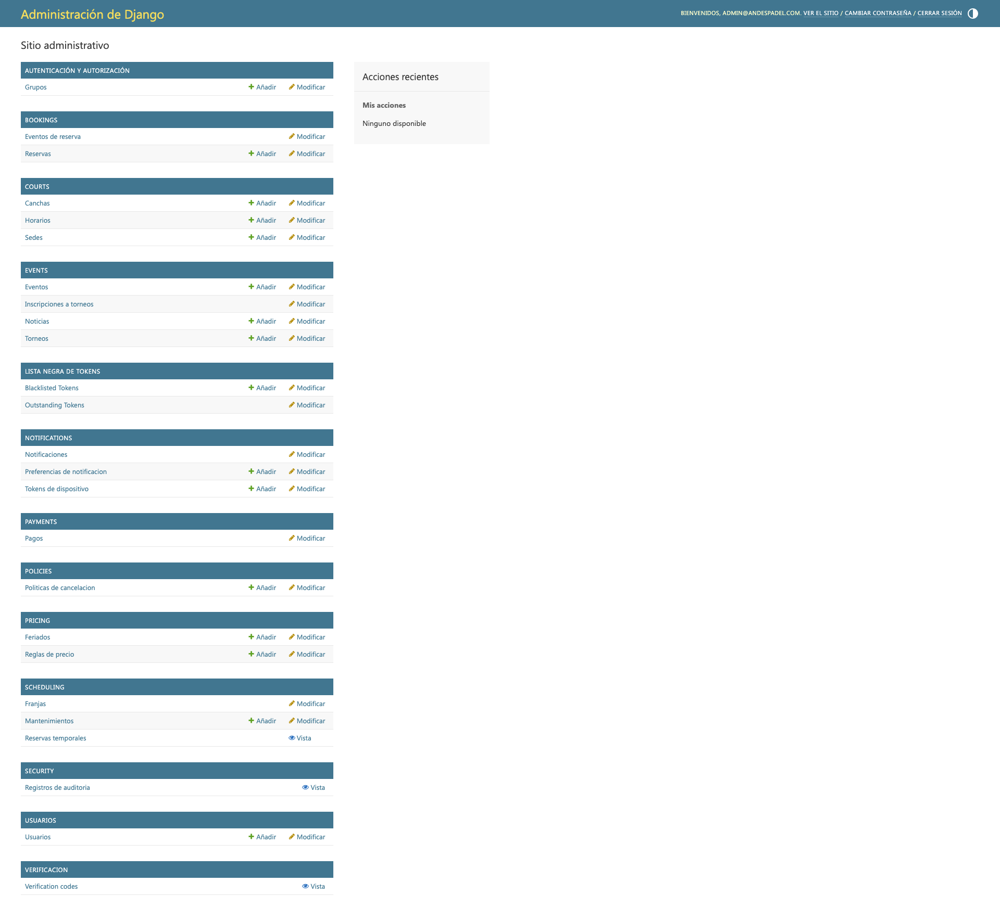 Administración de Django
BIENVENIDOS, ADMIN@ANDESPADEL.COM. VER EL SITIO / CAMBIAR CONTRASEÑA / CERRAR SESIÓN
Sitio administrativo
AUTENTICACIÓN Y AUTORIZACIÓN
Grupos Añadir Modificar
BOOKINGS
Eventos de reserva Modificar
Reservas Añadir Modificar
COURTS
Canchas Añadir Modificar
Horarios Añadir Modificar
Sedes Añadir Modificar
EVENTS
Eventos Añadir Modificar
Inscripciones a torneos Modificar
Noticias Añadir Modificar
Torneos Añadir Modificar
LISTA NEGRA DE TOKENS
Blacklisted Tokens Añadir Modificar
Outstanding Tokens Modificar
NOTIFICATIONS
Notificaciones Modificar
Preferencias de notificacion Añadir Modificar
Tokens de dispositivo Añadir Modificar
PAYMENTS
Pagos Modificar
POLICIES
Politicas de cancelacion Añadir Modificar
PRICING
Feriados Añadir Modificar
Reglas de precio Añadir Modificar
SCHEDULING
Franjas Modificar
Mantenimientos Añadir Modificar
Reservas temporales Vista
SECURITY
Registros de auditoria Vista
USUARIOS
Usuarios Añadir Modificar
VERIFICACION
Verification codes Vista
Acciones recientes
Mis acciones
Ninguno disponible